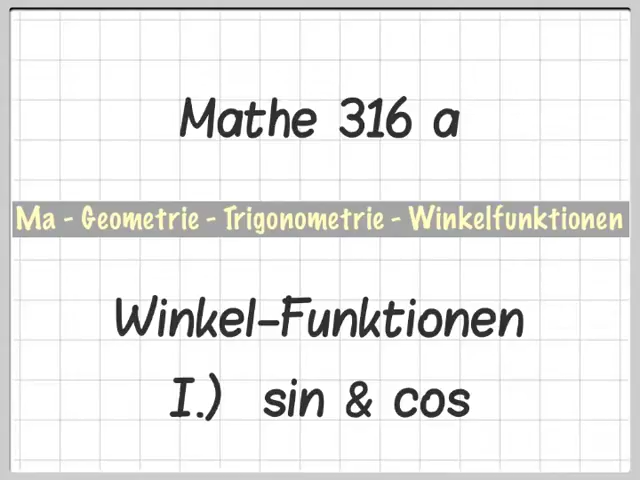 Mathe 316 a
Ma - Geometrie - Trigonometrie - Winkelfunktionen
Winkel-Funktionen
I.) sin & cos